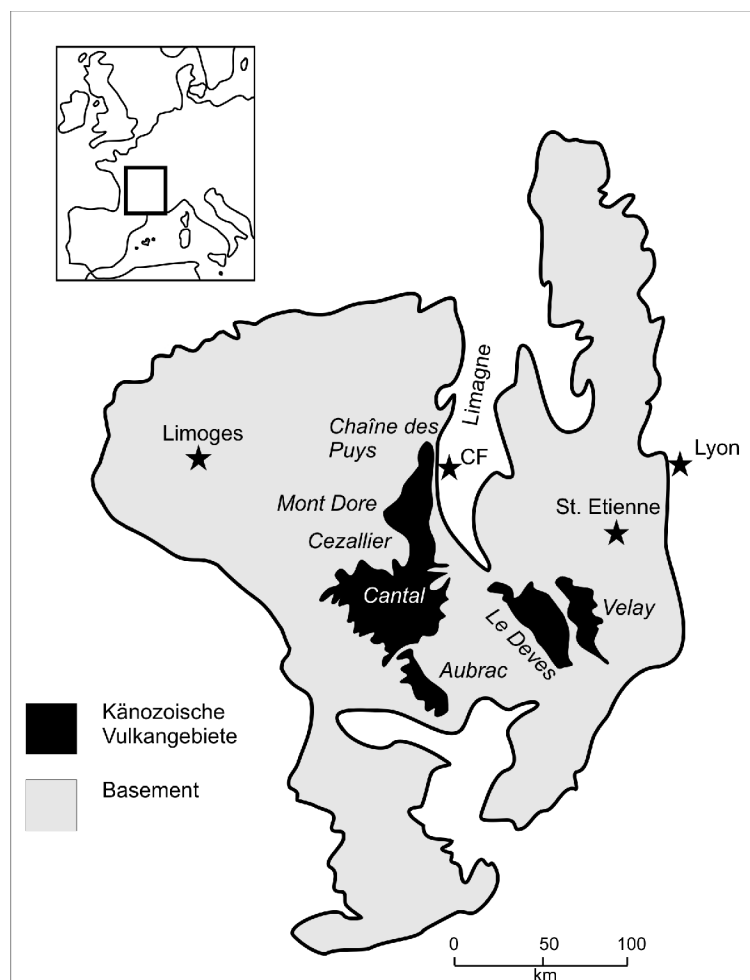 Limagne
Chaîne des
Puys
Limoges
CF
Lyon
Mont Dore
St. Etienne
Cezallier
Cantal
Velay
Le Deves
Aubrac
Känozoische
Vulkangebiete
Basement
0 50 100
km